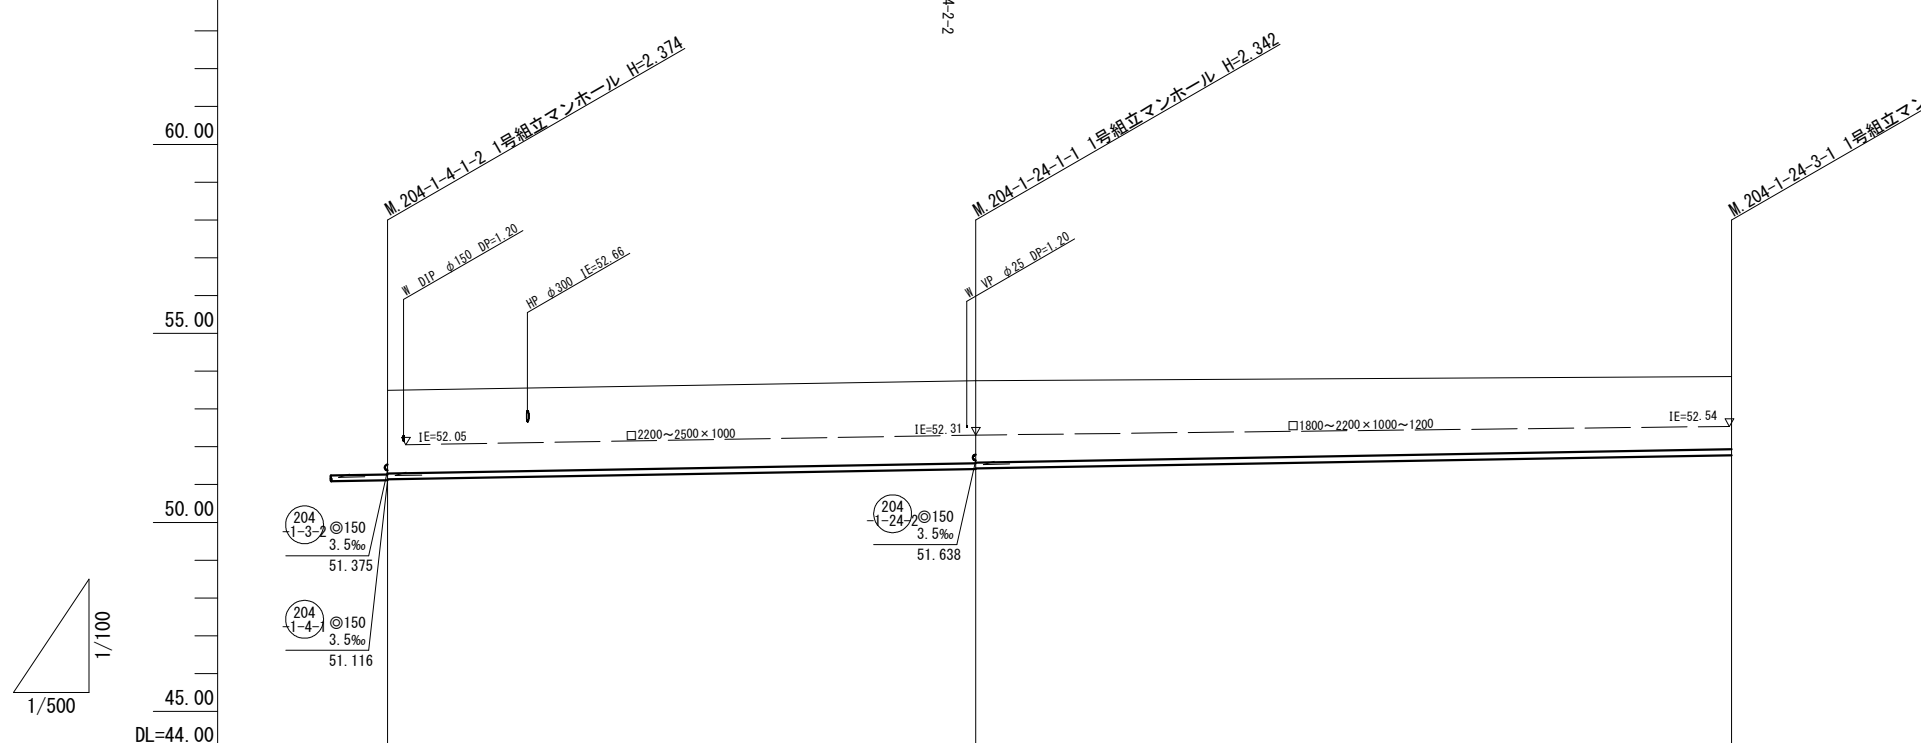 4-2-2
M.204-1-4-1-2 1号組立マンホール H=2.374
M.204-1-24-1-1 1号組立マンホール H=2.342
M.204-1-24-3-1 1号組立マン
60.00
W DIP φ150 DP=1.20
HP φ300 IE=52.66
W VP φ25 DP=1.20
55.00
IE=52.05
□2200～2500×1000
IE=52.31
□1800～2200×1000～1200
IE=52.54
50.00
204
-1-3-2 ◎150
3.5‰
51.375
204
-1-24-2 ◎150
3.5‰
51.638
204
-1-4-1 ◎150
3.5‰
51.116
1/100
1/500
45.00
DL=44.00